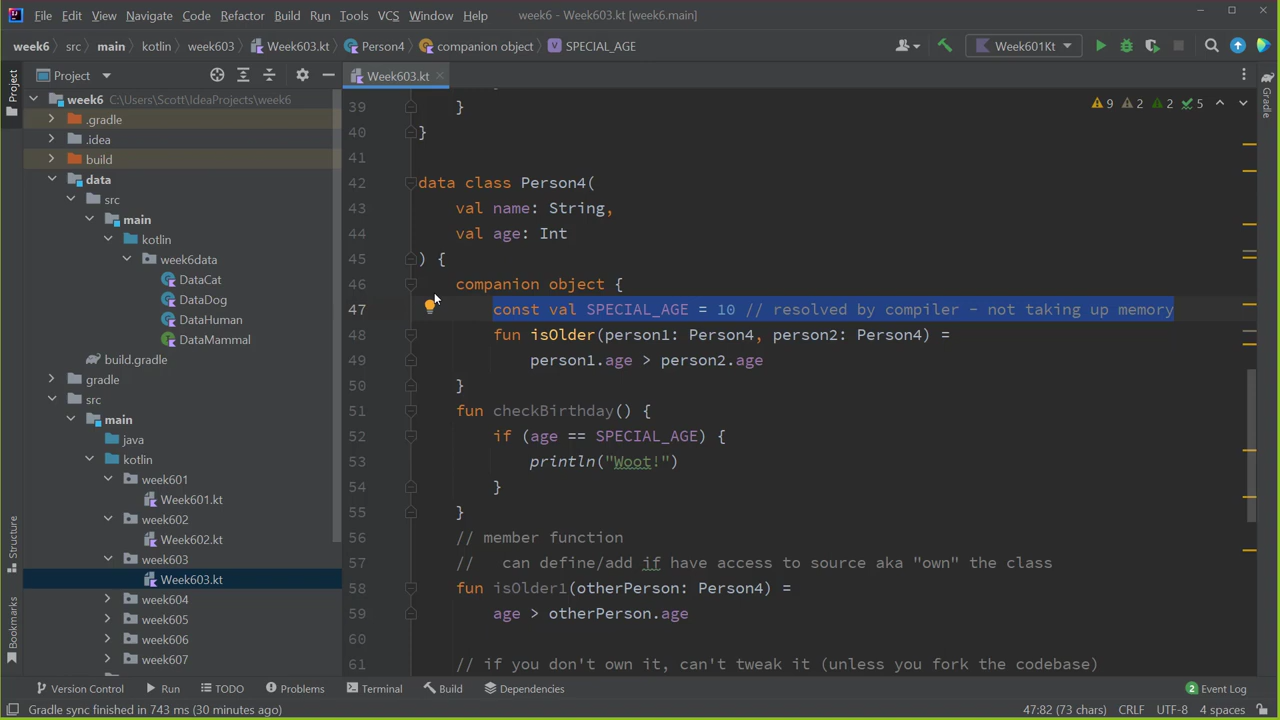 File Edit View Navigate Code Refactor Build Run Tools VCS Window Help week6 - Week603.kt [week6.main]
week6 src main kotlin week603 Week603.kt Person4 companion object SPECIAL_AGE Week601Kt
Project
Week603.kt
Project
Gradle
Structure
Bookmarks
week6 C:\Users\Scott\IdeaProjects\week6
.gradle
.idea
build
data
src
main
kotlin
week6data
DataCat
DataDog
DataHuman
DataMammal
build.gradle
gradle
src
main
java
kotlin
week601
Week601.kt
week602
Week602.kt
week603
Week603.kt
week604
week605
week606
week607
9 2 2 5
39 }
40 }
41
42 data class Person4(
43 val name: String,
44 val age: Int
45 ) {
46 companion object {
47 const val SPECIAL_AGE = 10 // resolved by compiler - not taking up memory
48 fun isOlder(person1: Person4, person2: Person4) =
49 person1.age > person2.age
50 }
51 fun checkBirthday() {
52 if (age == SPECIAL_AGE) {
53 println("Woot!")
54 }
55 }
56 // member function
57 // can define/add if have access to source aka "own" the class
58 fun isOlder1(otherPerson: Person4) =
59 age > otherPerson.age
60
61 // if you don't own it, can't tweak it (unless you fork the codebase)
Version Control Run TODO Problems Terminal Build Dependencies 2 Event Log
Gradle sync finished in 743 ms (30 minutes ago) 47:82 (73 chars) CRLF UTF-8 4 spaces